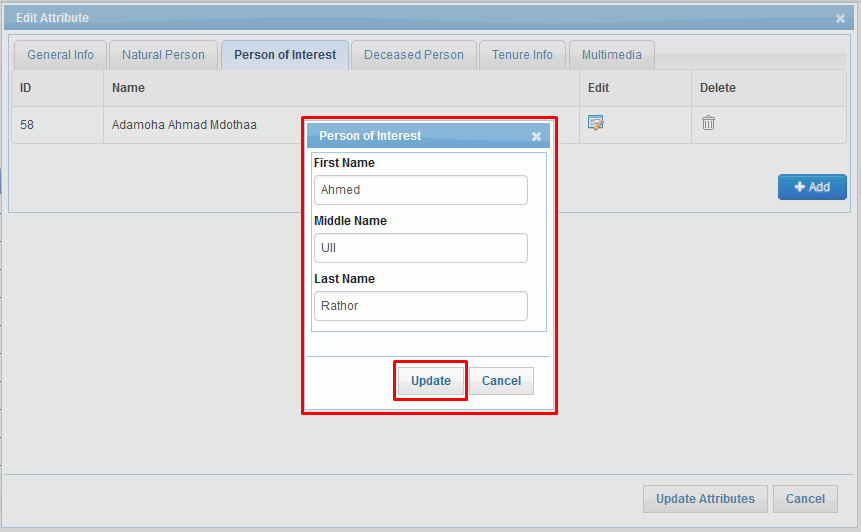 Edit Attribute
General Info Natural Person Person of Interest Deceased Person Tenure Info Multimedia
ID Name Edit Delete
58 Adamoha Ahmad Mdothaa
Add
Person of Interest
First Name
Ahmed
Middle Name
Ull
Last Name
Rathor
Update Cancel
Update Attributes Cancel